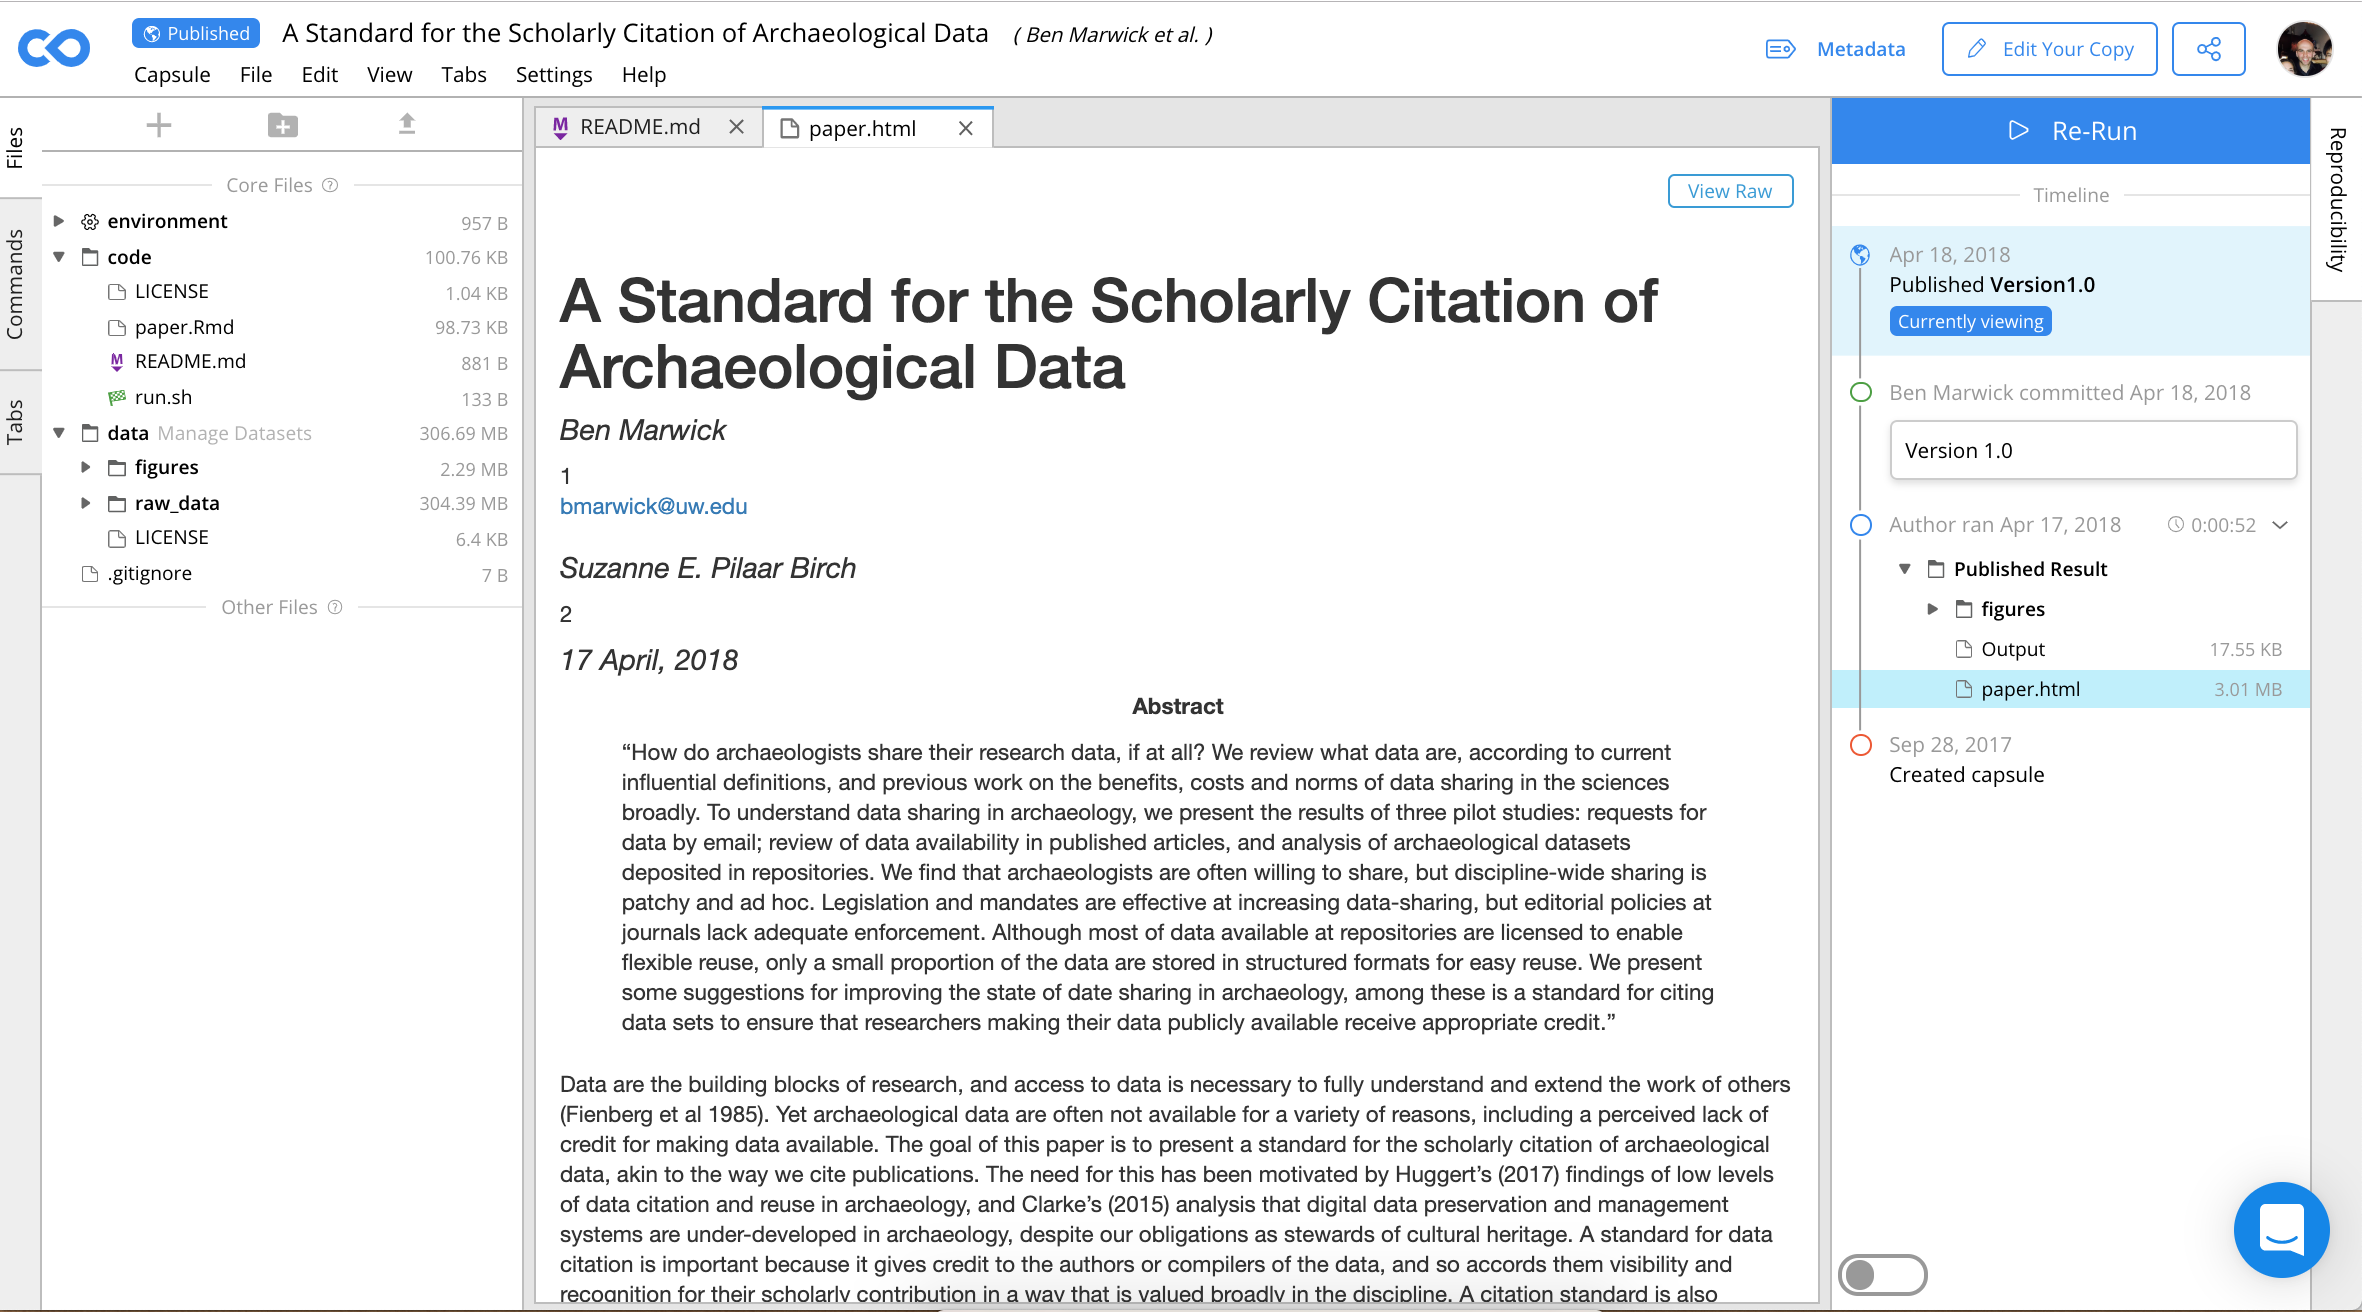 Published A Standard for the Scholarly Citation of Archaeological Data ( Ben Marwick et al. )
Capsule File Edit View Tabs Settings Help
Metadata
Edit Your Copy
Files
Commands
Tabs
Core Files
environment 957 B
code 100.76 KB
LICENSE 1.04 KB
paper.Rmd 98.73 KB
README.md 881 B
run.sh 133 B
data Manage Datasets 306.69 MB
figures 2.29 MB
raw_data 304.39 MB
LICENSE 6.4 KB
.gitignore 7 B
Other Files
README.md
paper.html
View Raw
A Standard for the Scholarly Citation of
Archaeological Data
Ben Marwick
1
bmarwick@uw.edu
Suzanne E. Pilaar Birch
2
17 April, 2018
Abstract
“How do archaeologists share their research data, if at all? We review what data are, according to current
influential definitions, and previous work on the benefits, costs and norms of data sharing in the sciences
broadly. To understand data sharing in archaeology, we present the results of three pilot studies: requests for
data by email; review of data availability in published articles, and analysis of archaeological datasets
deposited in repositories. We find that archaeologists are often willing to share, but discipline-wide sharing is
patchy and ad hoc. Legislation and mandates are effective at increasing data-sharing, but editorial policies at
journals lack adequate enforcement. Although most of data available at repositories are licensed to enable
flexible reuse, only a small proportion of the data are stored in structured formats for easy reuse. We present
some suggestions for improving the state of date sharing in archaeology, among these is a standard for citing
data sets to ensure that researchers making their data publicly available receive appropriate credit.”
Data are the building blocks of research, and access to data is necessary to fully understand and extend the work of others
(Fienberg et al 1985). Yet archaeological data are often not available for a variety of reasons, including a perceived lack of
credit for making data available. The goal of this paper is to present a standard for the scholarly citation of archaeological
data, akin to the way we cite publications. The need for this has been motivated by Huggert’s (2017) findings of low levels
of data citation and reuse in archaeology, and Clarke’s (2015) analysis that digital data preservation and management
systems are under-developed in archaeology, despite our obligations as stewards of cultural heritage. A standard for data
citation is important because it gives credit to the authors or compilers of the data, and so accords them visibility and
recognition for their scholarly contribution in a way that is valued broadly in the discipline. A citation standard is also
Re-Run
Timeline
Apr 18, 2018
Published Version1.0
Currently viewing
Ben Marwick committed Apr 18, 2018
Version 1.0
Author ran Apr 17, 2018 0:00:52
Published Result
figures
Output 17.55 KB
paper.html 3.01 MB
Sep 28, 2017
Created capsule
Reproducibility